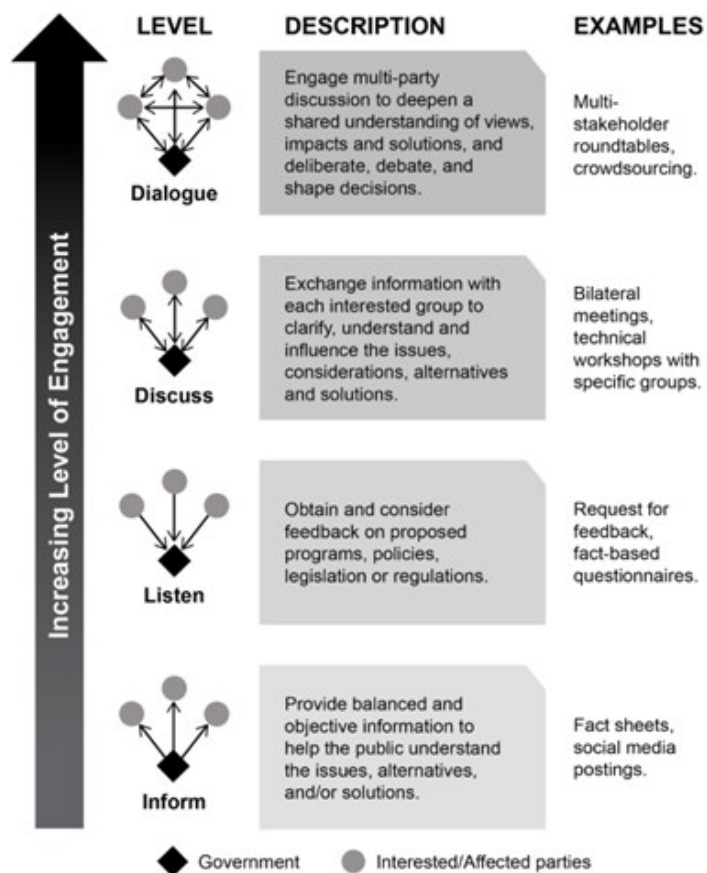 LEVEL DESCRIPTION EXAMPLES
Increasing Level of Engagement
Dialogue
Engage multi-party
discussion to deepen a
shared understanding of views,
impacts and solutions, and
deliberate, debate, and
shape decisions.
Multi-
stakeholder
roundtables,
crowdsourcing.
Discuss
Exchange information with
each interested group to
clarify, understand and
influence the issues,
considerations, alternatives
and solutions.
Bilateral
meetings,
technical
workshops with
specific groups.
Listen
Obtain and consider
feedback on proposed
programs, policies,
legislation or regulations.
Request for
feedback,
fact-based
questionnaires.
Inform
Provide balanced and
objective information to
help the public understand
the issues, alternatives,
and/or solutions.
Fact sheets,
social media
postings.
Government Interested/Affected parties